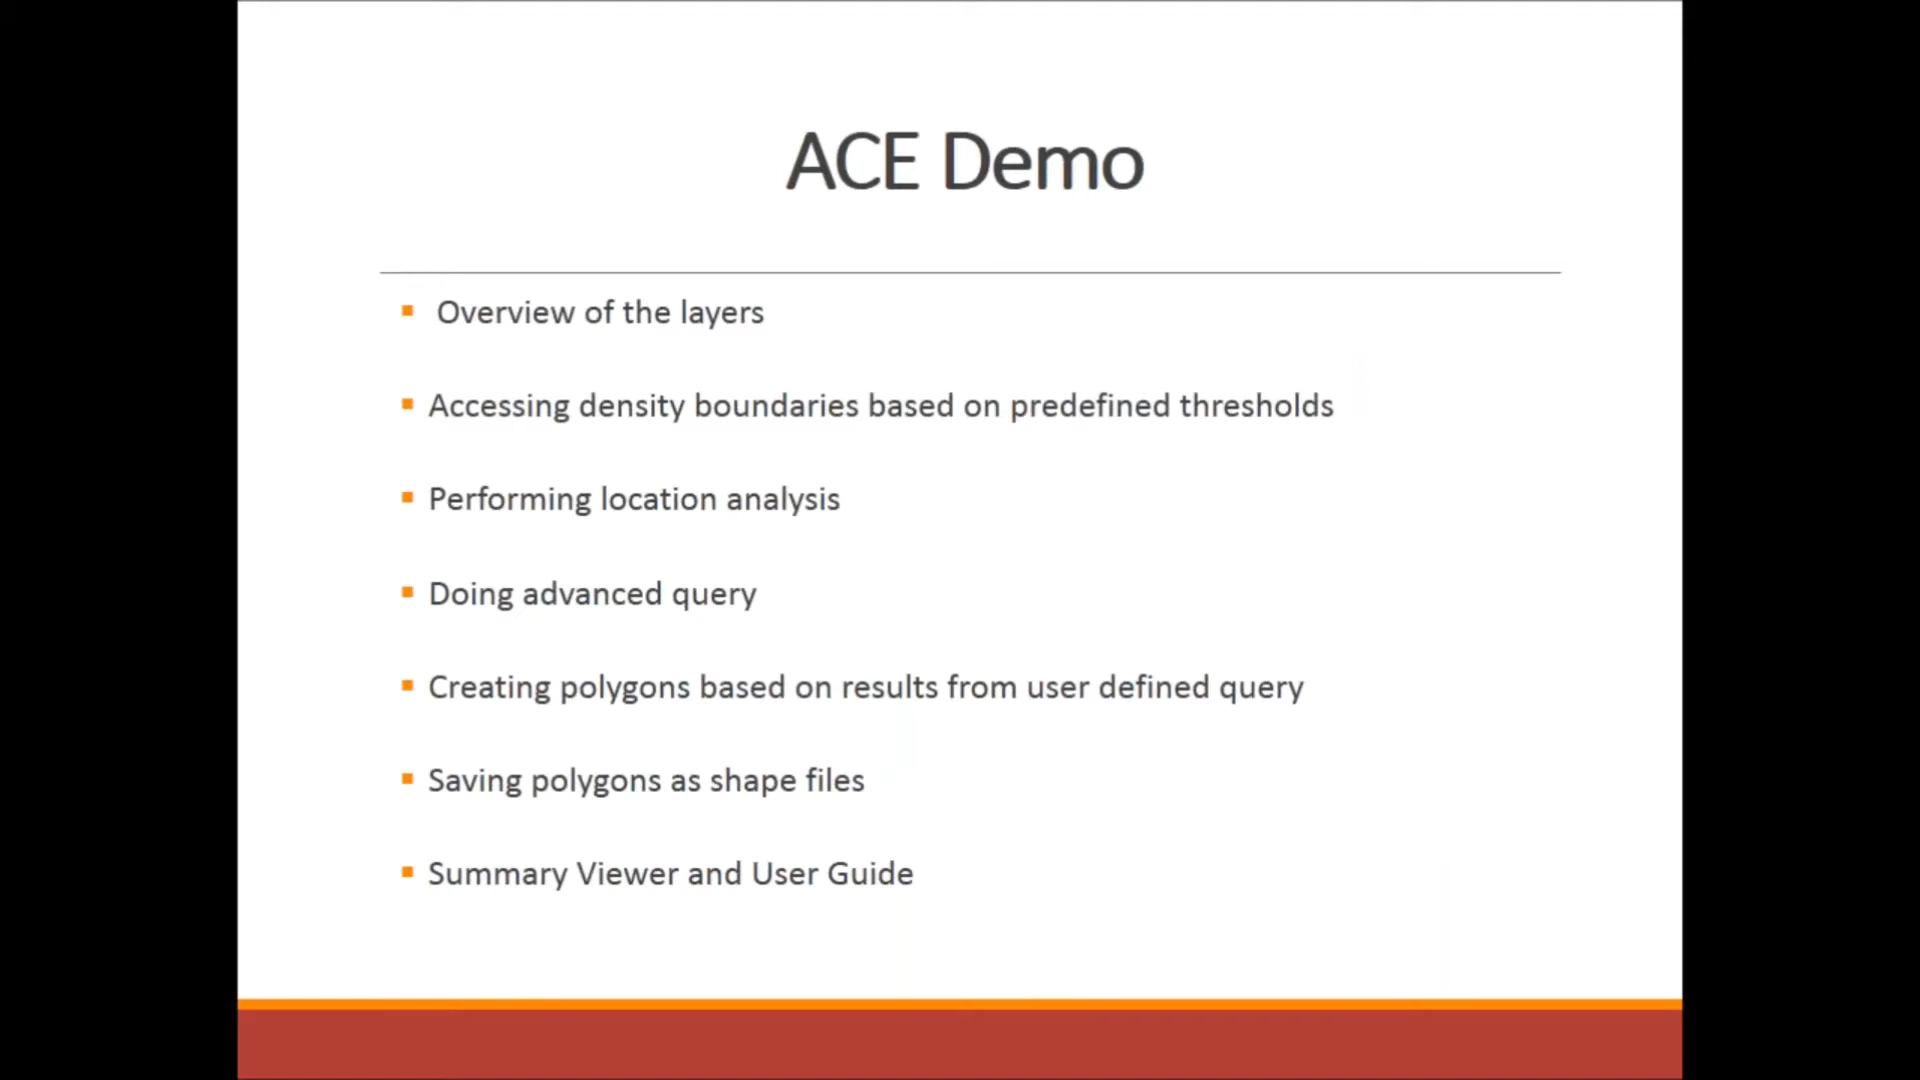 ACE Demo
Overview of the layers
Accessing density boundaries based on predefined thresholds
Performing location analysis
Doing advanced query
Creating polygons based on results from user defined query
Saving polygons as shape files
Summary Viewer and User Guide